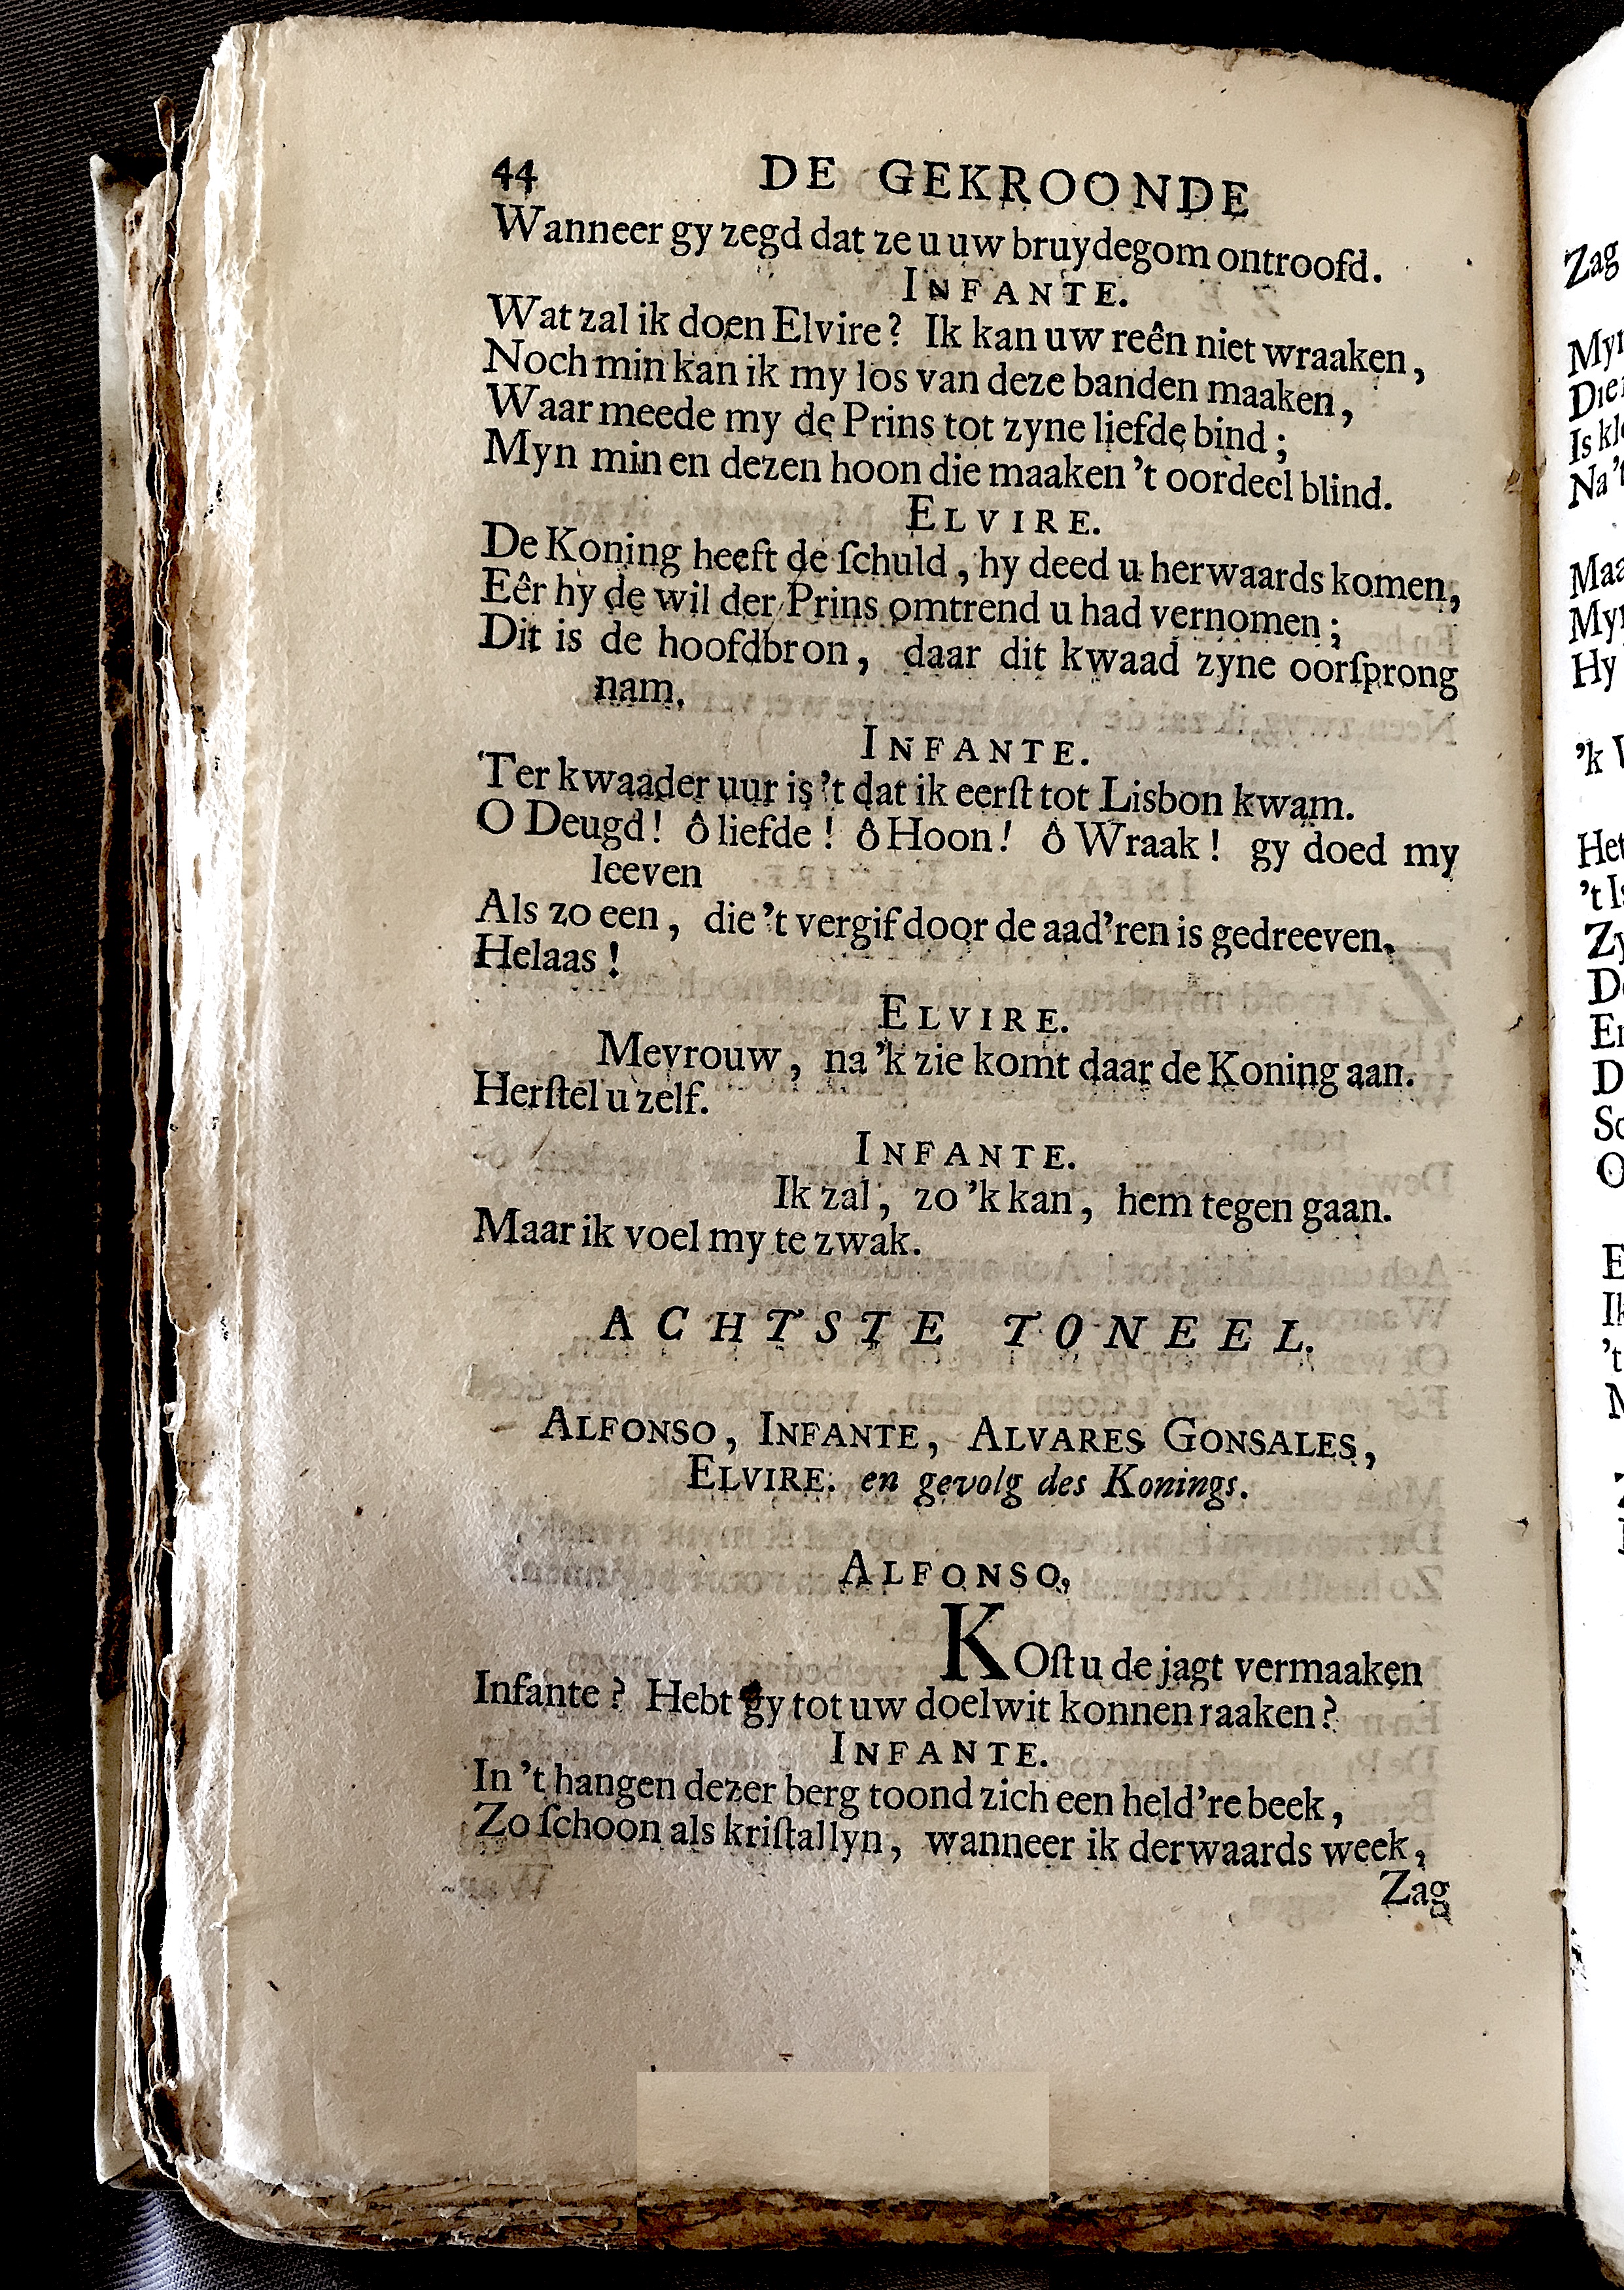 44 DE GEKROONDE
Wanneer gy zegd dat ze u uw bruydegom ontroofd.
INFANTE.
Wat zal ik doen Elvire? Ik kan uw reên niet wraaken,
Noch min kan ik my los van deze banden maaken,
Waar meede my de Prins tot zyne liefde bind;
Myn min en dezen hoon die maaken 't oordeel blind.
ELVIRE.
De Koning heeft de ſchuld, hy deed u herwaards komen,
Eêr hy de wil der Prins omtrend u had vernomen;
Dit is de hoofdbron, daar dit kwaad zyne oorſprong
nam.
INFANTE.
Ter kwaader uur is 't dat ik eerſt tot Lisbon kwam.
O Deugd! ô liefde! ô Hoon! ô Wraak! gy doed my
leeven
Als zo een, die 't vergif door de aad'ren is gedreeven.
Helaas!
ELVIRE.
Mevrouw, na 'k zie komt daar de Koning aan.
Herſtel u zelf.
INFANTE.
Ik zal, zo 'k kan, hem tegen gaan.
Maar ik voel my te zwak.
ACHTSTE TONEEL.
ALFONSO, INFANTE, ALVARES GONSALES,
ELVIRE. en gevolg des Konings.
ALFONSO,
KOſt u de jagt vermaaken
Infante? Hebt gy tot uw doelwit konnen raaken?
INFANTE.
In 't hangen dezer berg toond zich een held're beek,
Zo ſchoon als kriſtallyn, wanneer ik derwaards week,
Zag
Zag
Is
Na 't
Hy
'k
Het